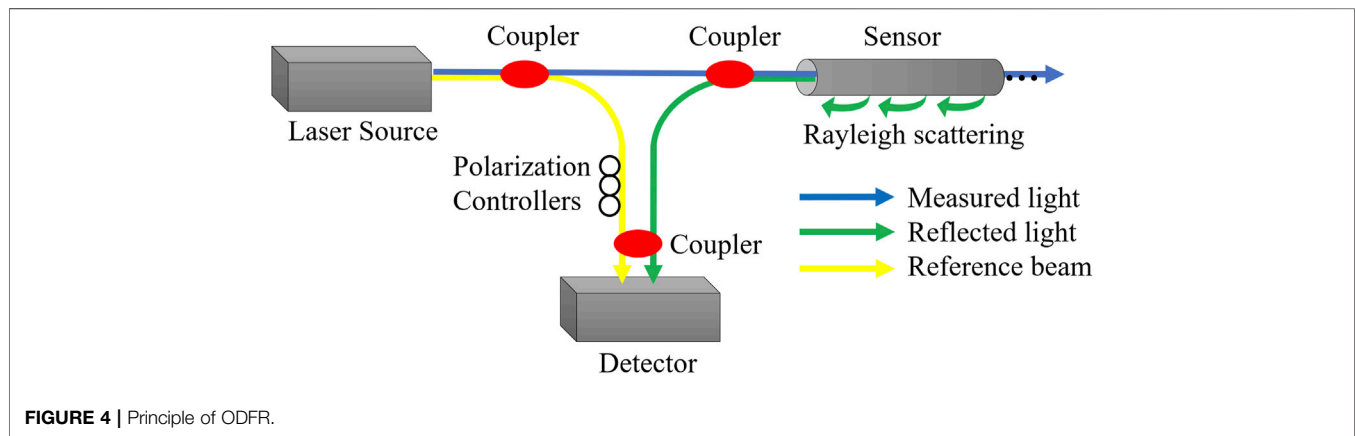 Coupler
Coupler
Sensor
Laser Source
Rayleigh scattering
Polarization
Controllers
Measured light
Reflected light
Reference beam
Coupler
Detector
FIGURE 4 | Principle of ODFR.